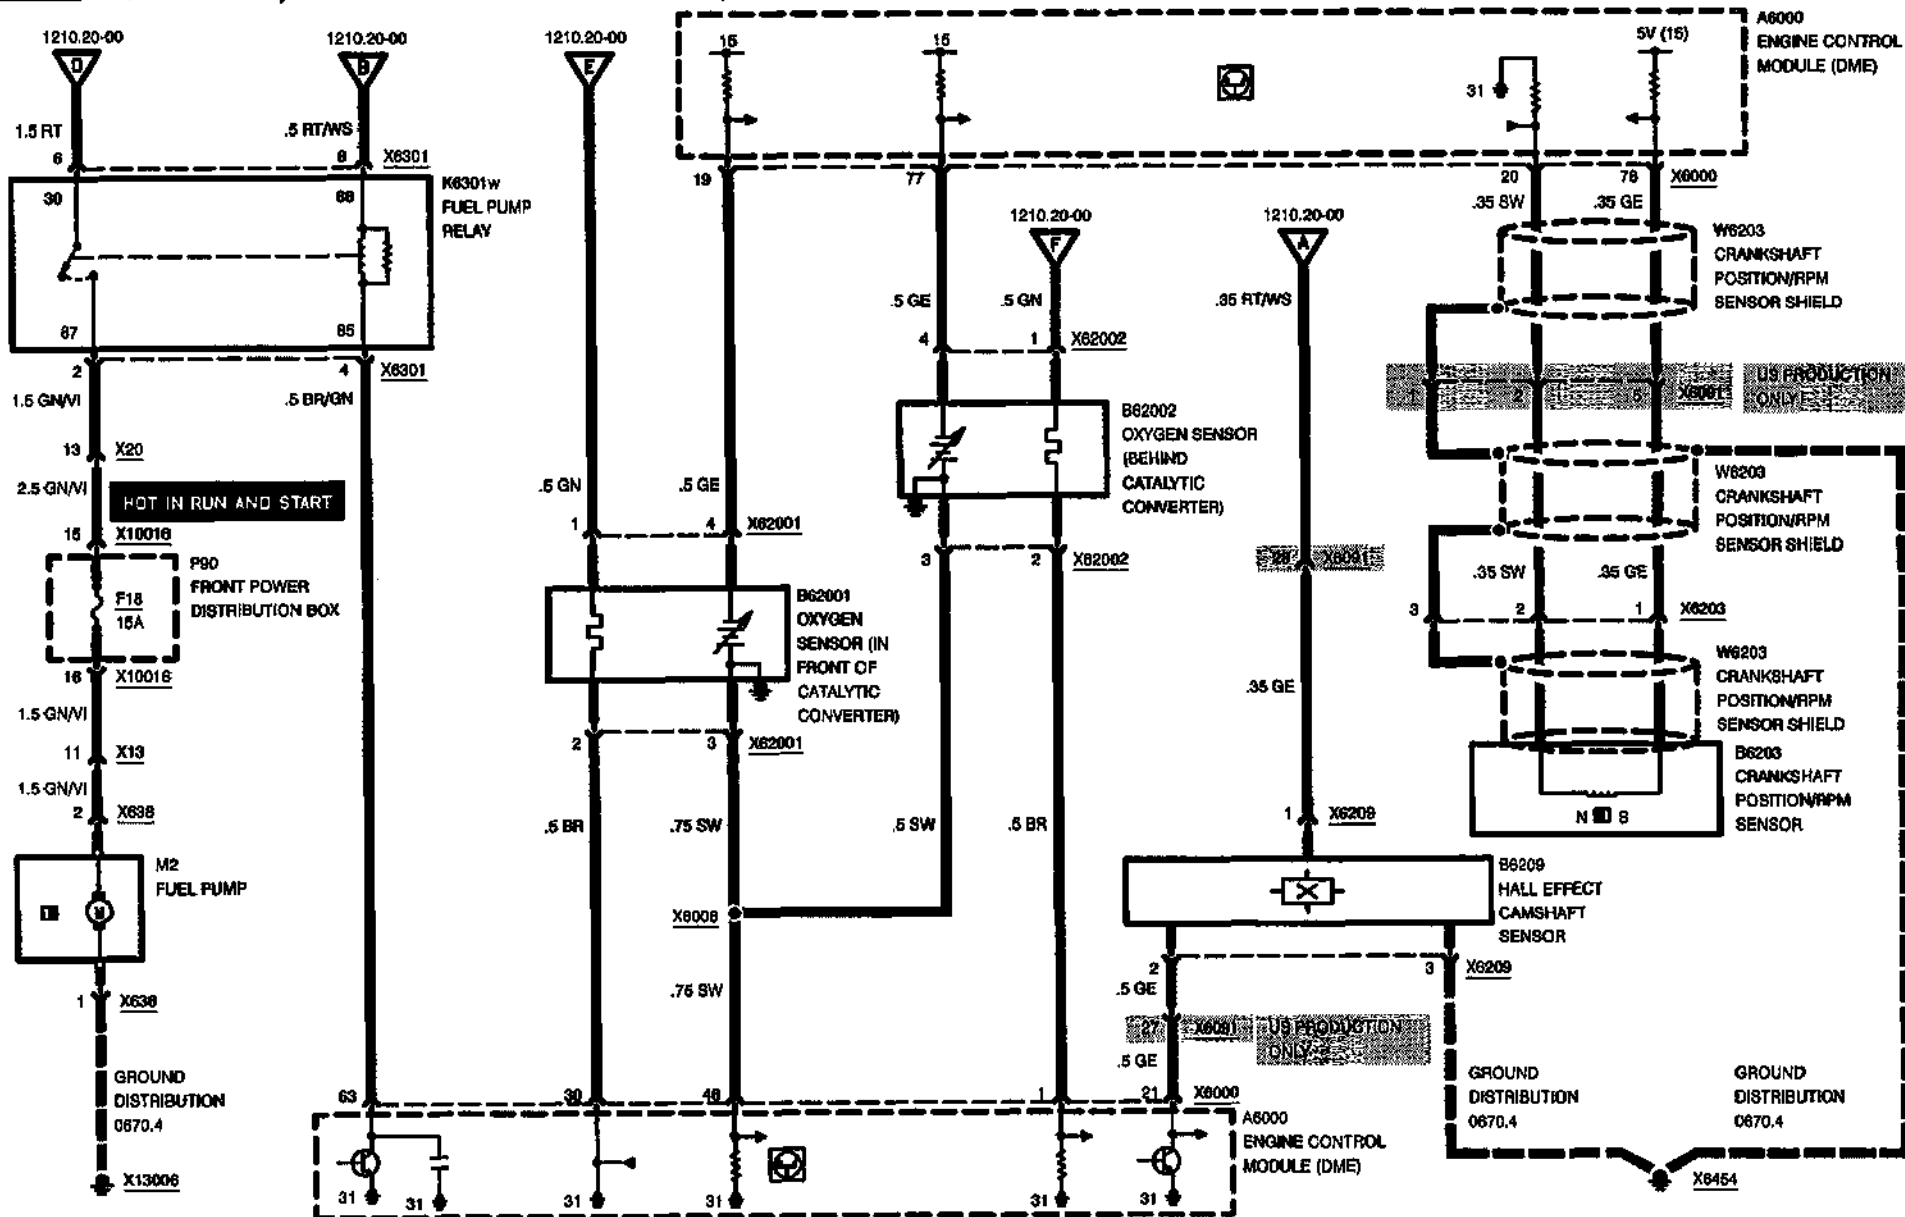 1210.20-00
D
1.5 RT
6
1210.20-00
B
.5 RT/WS
8
X6301
1210.20-00
E
15
15
5V (15)
31
A6000
ENGINE CONTROL
MODULE (DME)
19
77
20
78
X6000
.35 SW
.35 GE
K6301w
FUEL PUMP
RELAY
30
86
87
85
2
4
X6301
1.5 GN/VI
.5 BR/GN
13
X20
2.5 GN/VI
HOT IN RUN AND START
15
X10016
P90
FRONT POWER
DISTRIBUTION BOX
F18
15A
16
X10016
1.5 GN/VI
11
X13
1.5 GN/VI
2
X638
M2
FUEL PUMP
M
1
X638
GROUND
DISTRIBUTION
0670.4
X13006
.5 GN
.5 GE
1
4
X62001
B62001
OXYGEN
SENSOR (IN
FRONT OF
CATALYTIC
CONVERTER)
2
3
X62001
.5 BR
.75 SW
X6008
.75 SW
1210.20-00
F
.5 GE
.5 GN
4
1
X62002
B62002
OXYGEN SENSOR
(BEHIND
CATALYTIC
CONVERTER)
3
2
X62002
.5 SW
.5 BR
1210.20-00
A
.35 RT/WS
28
X6091
.35 GE
1
X6209
B6209
HALL EFFECT
CAMSHAFT
SENSOR
2
3
X6209
.5 GE
27
X6091
US PRODUCTION
ONLY
.5 GE
W6203
CRANKSHAFT
POSITION/RPM
SENSOR SHIELD
1
2
5
X6091
US PRODUCTION
ONLY
W6203
CRANKSHAFT
POSITION/RPM
SENSOR SHIELD
.35 SW
.35 GE
3
2
1
X6203
W6203
CRANKSHAFT
POSITION/RPM
SENSOR SHIELD
B6203
CRANKSHAFT
POSITION/RPM
SENSOR
N
S
GROUND
DISTRIBUTION
0670.4
GROUND
DISTRIBUTION
0670.4
X6454
63
30
48
1
21
X6000
A6000
ENGINE CONTROL
MODULE (DME)
31
31
31
31
31
31